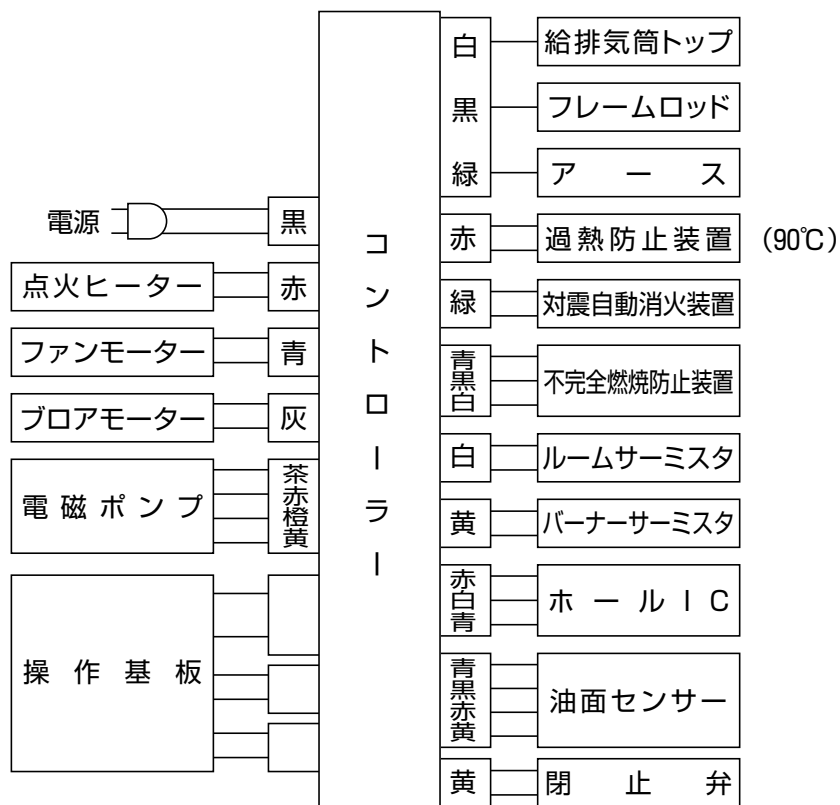 電源
黒
点火ヒーター
赤
ファンモーター
青
ブロアモーター
灰
電磁ポンプ
茶
赤
橙
黄
操作基板
コントローラー
白
給排気筒トップ
黒
フレームロッド
緑
アース
赤
過熱防止装置
(90℃)
緑
対震自動消火装置
青
黒
白
不完全燃焼防止装置
白
ルームサーミスタ
黄
バーナーサーミスタ
赤
白
青
ホールIC
青
黒
赤
黄
油面センサー
黄
閉止弁